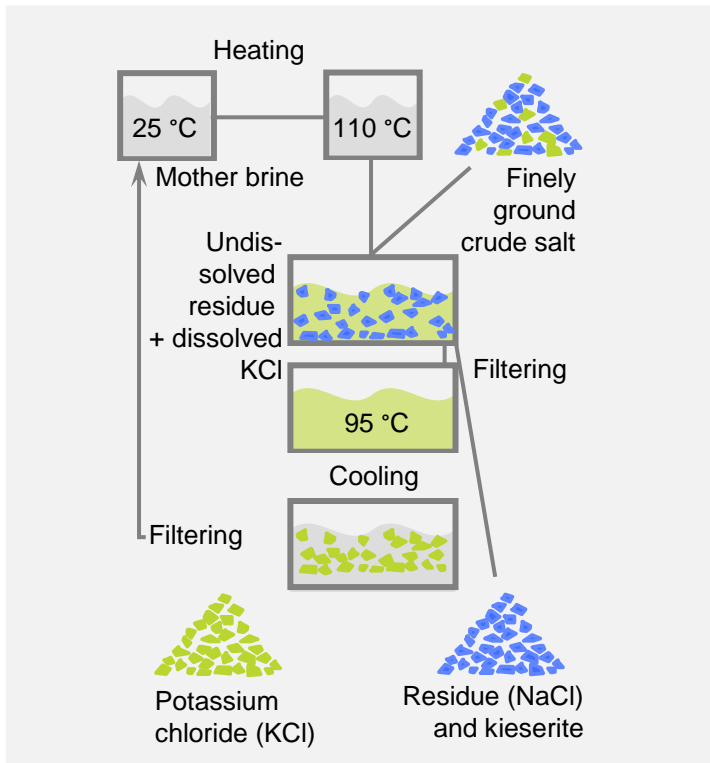 Heating
25 °C
110 °C
Mother brine
Finely
ground
crude salt
Undis-
solved
residue
+ dissolved
KCl
Filtering
95 °C
Cooling
Filtering
Potassium
chloride (KCl)
Residue (NaCl)
and kieserite